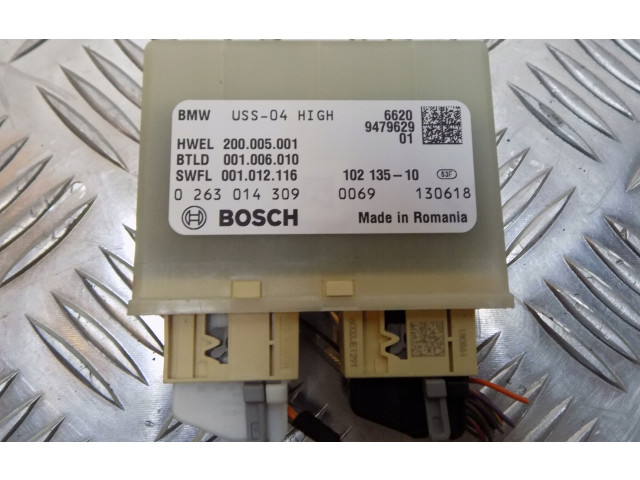 BMW USS-04 HIGH 6620
9479629
HWEL 200.005.001 01
BTLD 001.006.010
SWFL 001.012.116 102 135-10 83F
0 263 014 309 0069 130618
BOSCH Made in Romania